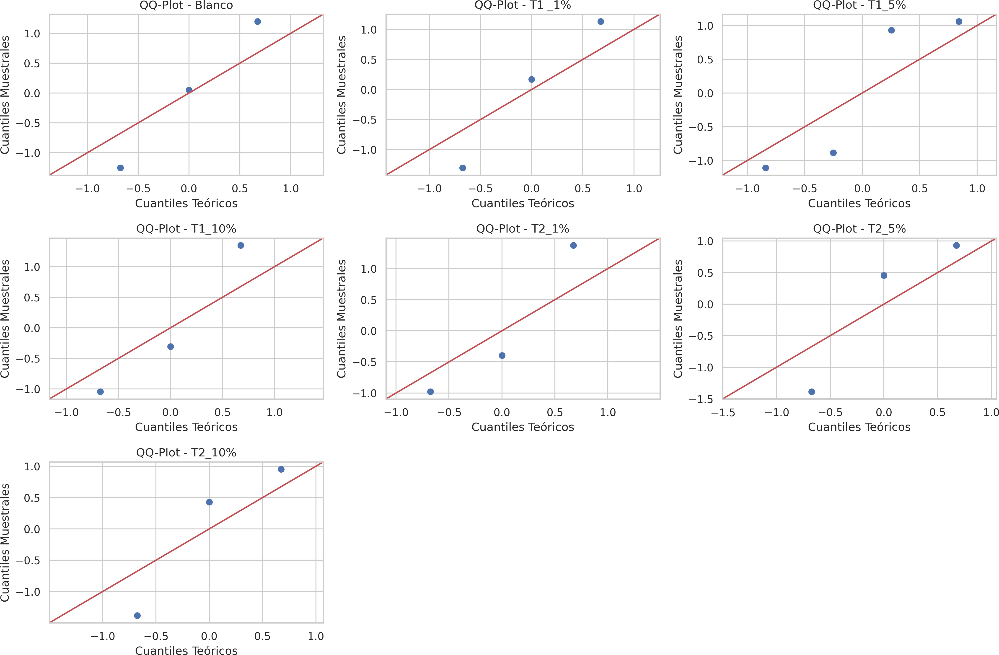 QQ-Plot - Blanco
Cuantiles Muestrales
1.0
0.5
0.0
−0.5
−1.0
−1.0 −0.5 0.0 0.5 1.0
Cuantiles Teóricos
QQ-Plot - T1 _1%
Cuantiles Muestrales
1.0
0.5
0.0
−0.5
−1.0
−1.0 −0.5 0.0 0.5 1.0
Cuantiles Teóricos
QQ-Plot - T1_5%
Cuantiles Muestrales
1.0
0.5
0.0
−0.5
−1.0
−1.0 −0.5 0.0 0.5 1.0
Cuantiles Teóricos
QQ-Plot - T1_10%
Cuantiles Muestrales
1.0
0.5
0.0
−0.5
−1.0
−1.0 −0.5 0.0 0.5 1.0
Cuantiles Teóricos
QQ-Plot - T2_1%
Cuantiles Muestrales
1.0
0.5
0.0
−0.5
−1.0
−1.0 −0.5 0.0 0.5 1.0
Cuantiles Teóricos
QQ-Plot - T2_5%
Cuantiles Muestrales
1.0
0.5
0.0
−0.5
−1.0
−1.5
−1.5 −1.0 −0.5 0.0 0.5 1.0
Cuantiles Teóricos
QQ-Plot - T2_10%
Cuantiles Muestrales
1.0
0.5
0.0
−0.5
−1.0
−1.0 −0.5 0.0 0.5 1.0
Cuantiles Teóricos